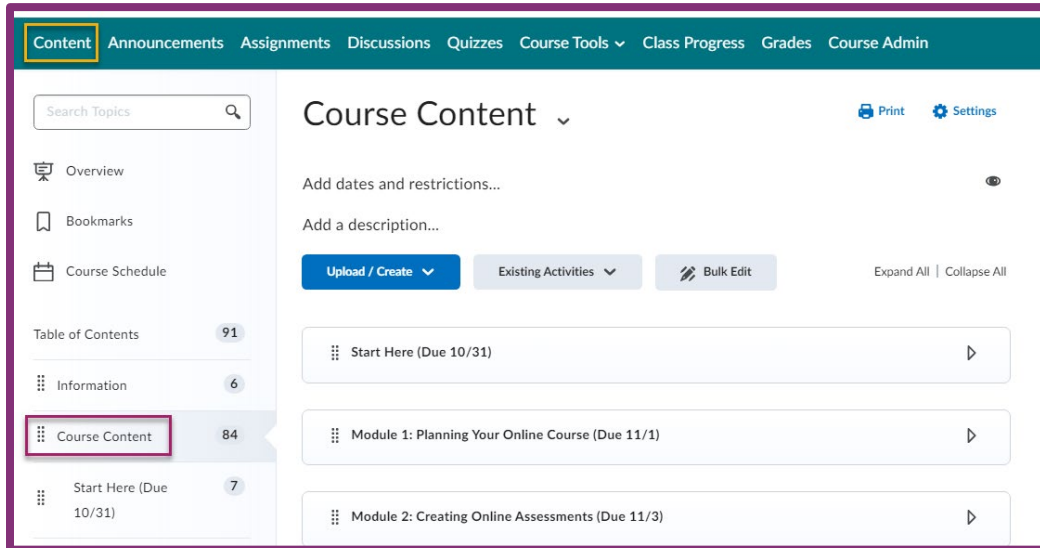 Content Announcements Assignments Discussions Quizzes Course Tools Class Progress Grades Course Admin
Search Topics
Overview
Bookmarks
Course Schedule
Table of Contents 91
Information 6
Course Content 84
Start Here (Due
10/31) 7
Course Content
Print Settings
Add dates and restrictions...
Add a description...
Upload / Create Existing Activities Bulk Edit Expand All | Collapse All
Start Here (Due 10/31)
Module 1: Planning Your Online Course (Due 11/1)
Module 2: Creating Online Assessments (Due 11/3)